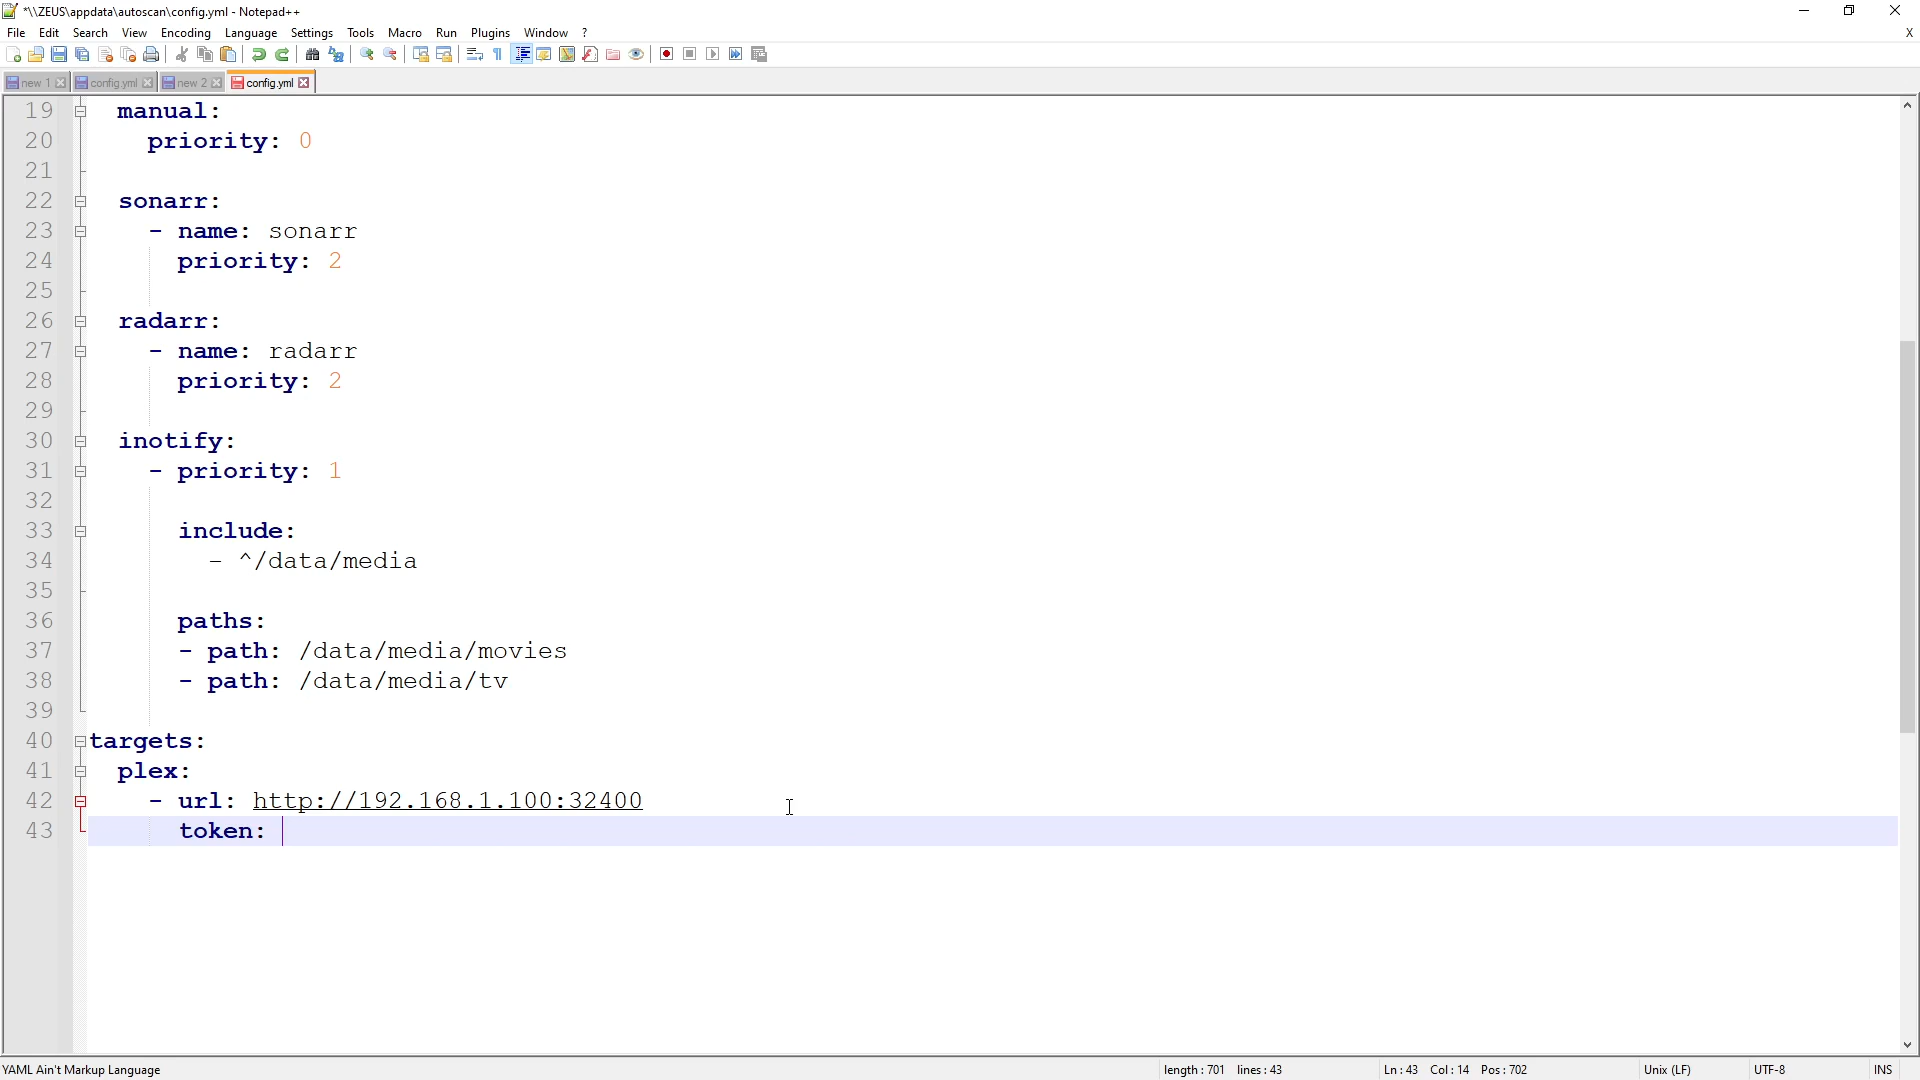 *\\ZEUS\appdata\autoscan\config.yml - Notepad++
File Edit Search View Encoding Language Settings Tools Macro Run Plugins Window ? X
new 1 config.yml new 2 config.yml
19 manual:
20 priority: 0
21
22 sonarr:
23 - name: sonarr
24 priority: 2
25
26 radarr:
27 - name: radarr
28 priority: 2
29
30 inotify:
31 - priority: 1
32
33 include:
34 - ^/data/media
35
36 paths:
37 - path: /data/media/movies
38 - path: /data/media/tv
39
40 targets:
41 plex:
42 - url: http://192.168.1.100:32400
43 token:
YAML Ain't Markup Language length : 701 lines : 43 Ln : 43 Col : 14 Pos : 702 Unix (LF) UTF-8 INS